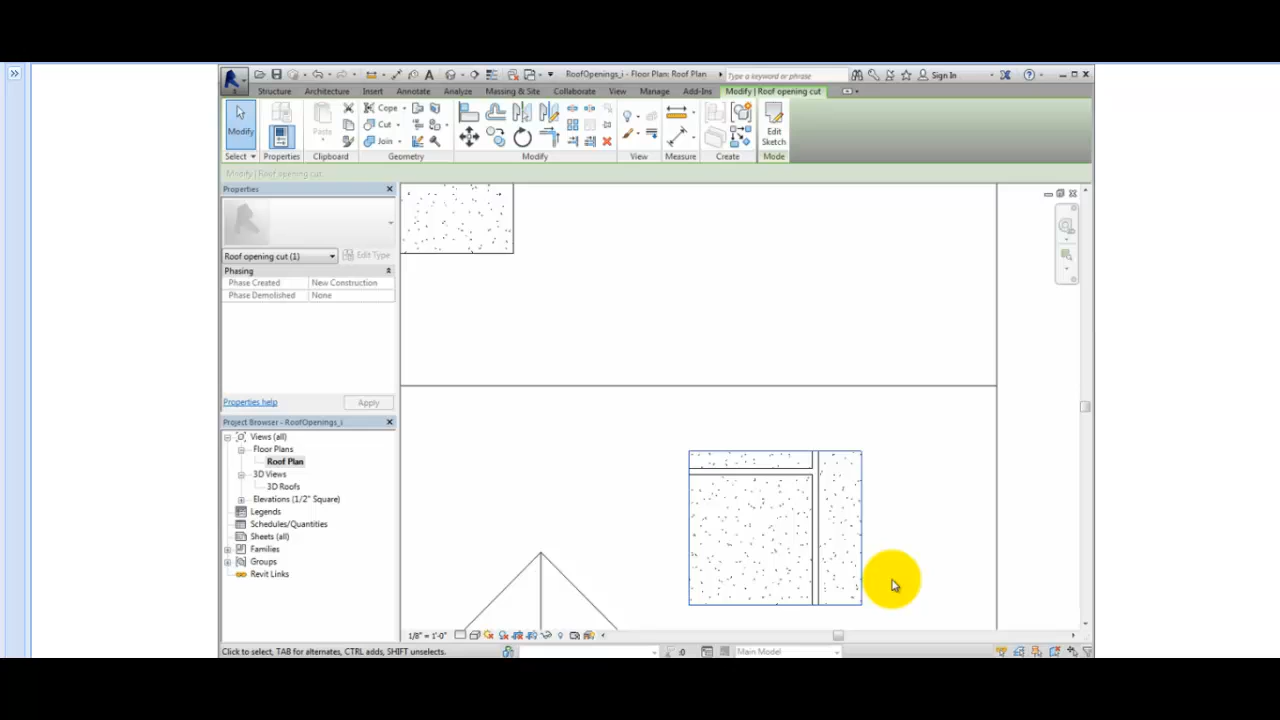 RoofOpenings_i - Floor Plan: Roof Plan
Type a keyword or phrase
Sign In
Structure Architecture Insert Annotate Analyze Massing & Site Collaborate View Manage Add-Ins Modify | Roof opening cut
Modify Paste Cope Cut Join Edit Sketch
Select Properties Clipboard Geometry Modify View Measure Create Mode
Modify | Roof opening cut
Properties
Roof opening cut (1) Edit Type
Phasing
Phase Created New Construction
Phase Demolished None
Properties help Apply
Project Browser - RoofOpenings_i
Views (all)
Floor Plans
Roof Plan
3D Views
3D Roofs
Elevations (1/2" Square)
Legends
Schedules/Quantities
Sheets (all)
Families
Groups
Revit Links
1/8" = 1'-0"
Click to select, TAB for alternates, CTRL adds, SHIFT unselects. :0 Main Model